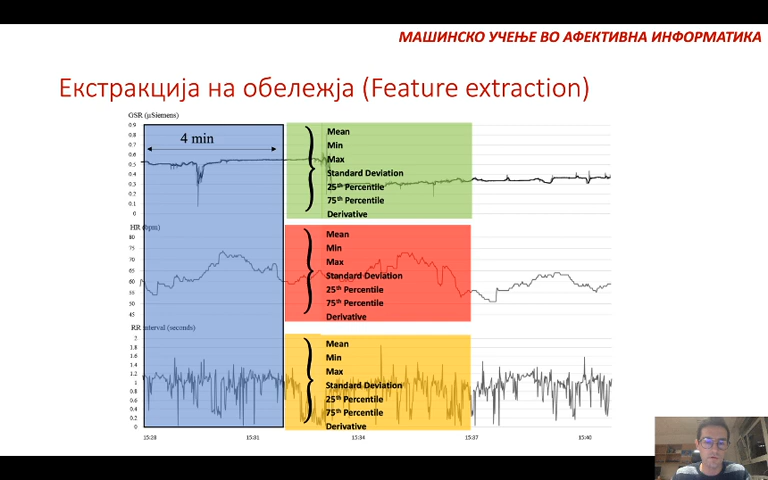 МАШИНСКО УЧЕЊЕ ВО АФЕКТИВНА ИНФОРМАТИКА
Екстракција на обележја (Feature extraction)
GSR (μSiemens)
0.9
0.8
0.7
0.6
0.5
0.4
0.3
0.2
0.1
0
4 min
Mean
Min
Max
Standard Deviation
25th Percentile
75th Percentile
Derivative
HR (bpm)
80
75
70
65
60
55
50
45
Mean
Min
Max
Standard Deviation
25th Percentile
75th Percentile
Derivative
RR interval (seconds)
2
1.8
1.6
1.4
1.2
1
0.8
0.6
0.4
0.2
0
Mean
Min
Max
Standard Deviation
25th Percentile
75th Percentile
Derivative
15:28 15:31 15:34 15:37 15:40